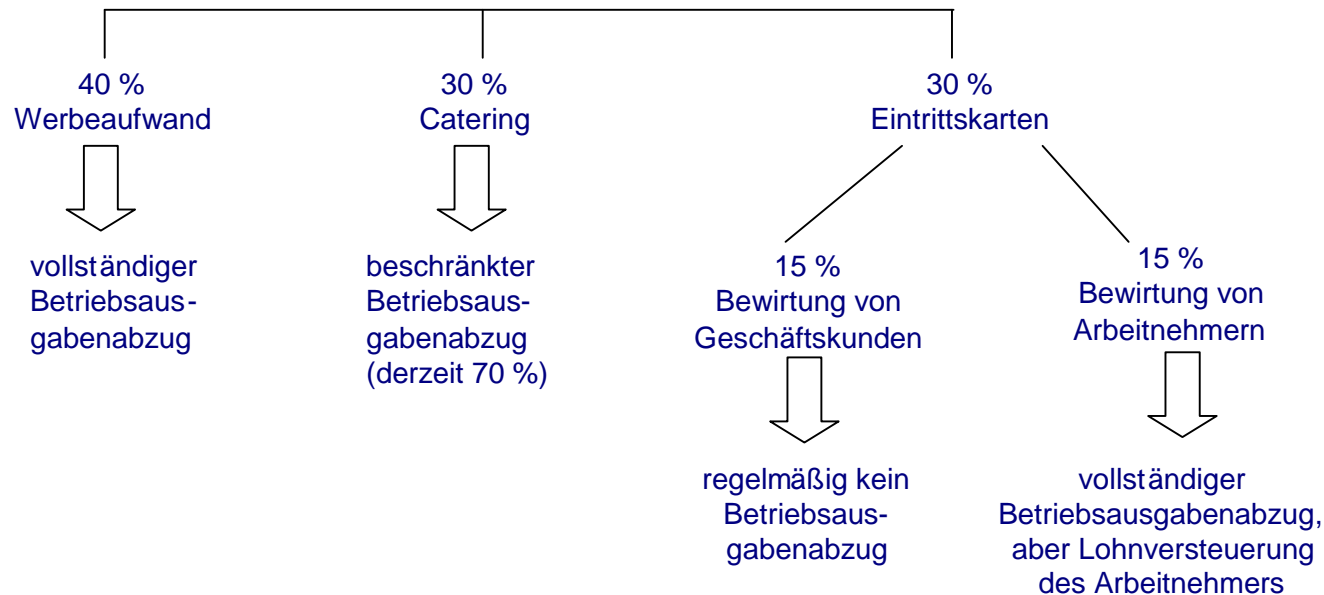 40 %
Werbeaufwand
vollständiger
Betriebsaus-
gabenabzug
30 %
Catering
beschränkter
Betriebsaus-
gabenabzug
(derzeit 70 %)
30 %
Eintrittskarten
15 %
Bewirtung von
Geschäftskunden
regelmäßig kein
Betriebsaus-
gabenabzug
15 %
Bewirtung von
Arbeitnehmern
vollständiger
Betriebsausgabenabzug,
aber Lohnversteuerung
des Arbeitnehmers